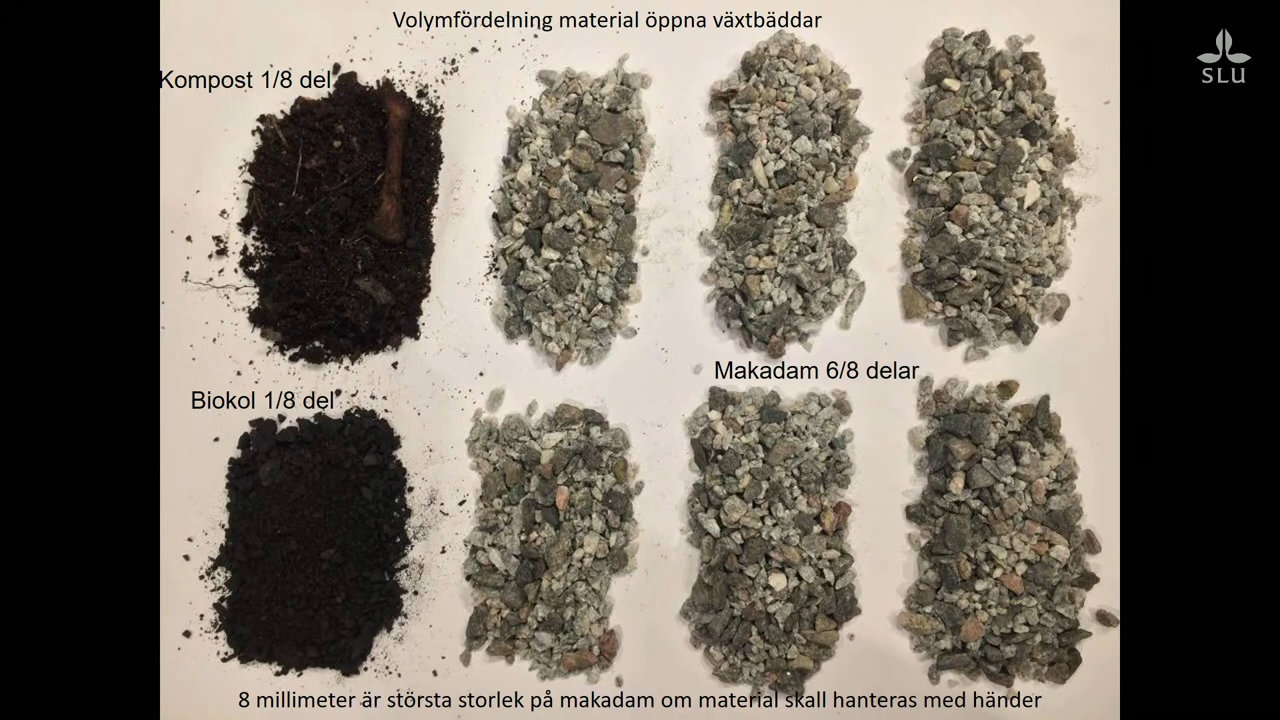 Volymfördelning material öppna växtbäddar
Kompost 1/8 del
SLU
Makadam 6/8 delar
Biokol 1/8 del
8 millimeter är största storlek på makadam om material skall hanteras med händer